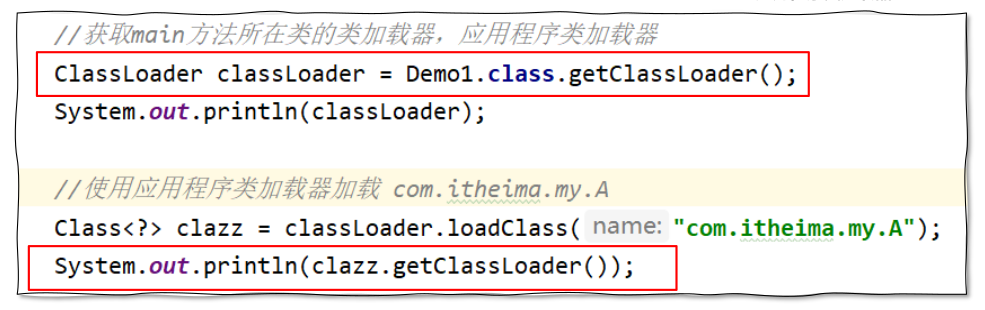 //获取main方法所在类的类加载器，应用程序类加载器
ClassLoader classLoader = Demo1.class.getClassLoader();
System.out.println(classLoader);
//使用应用程序类加载器加载 com.itheima.my.A
Class<?> clazz = classLoader.loadClass( name: "com.itheima.my.A");
System.out.println(clazz.getClassLoader());